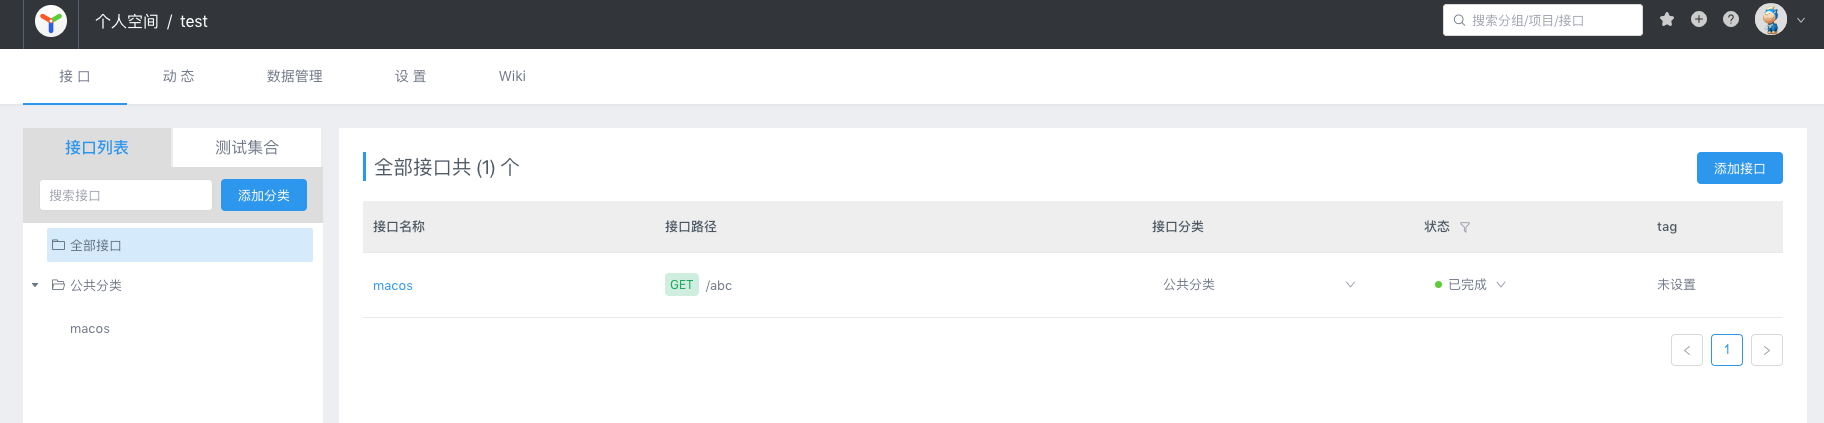 个人空间 / test
搜索分组/项目/接口
接 口 动 态 数据管理 设 置 Wiki
接口列表 测试集合
搜索接口 添加分类
全部接口
公共分类
macos
全部接口共 (1) 个
添加接口
接口名称 接口路径 接口分类 状态 tag
macos GET /abc 公共分类 已完成 未设置
1